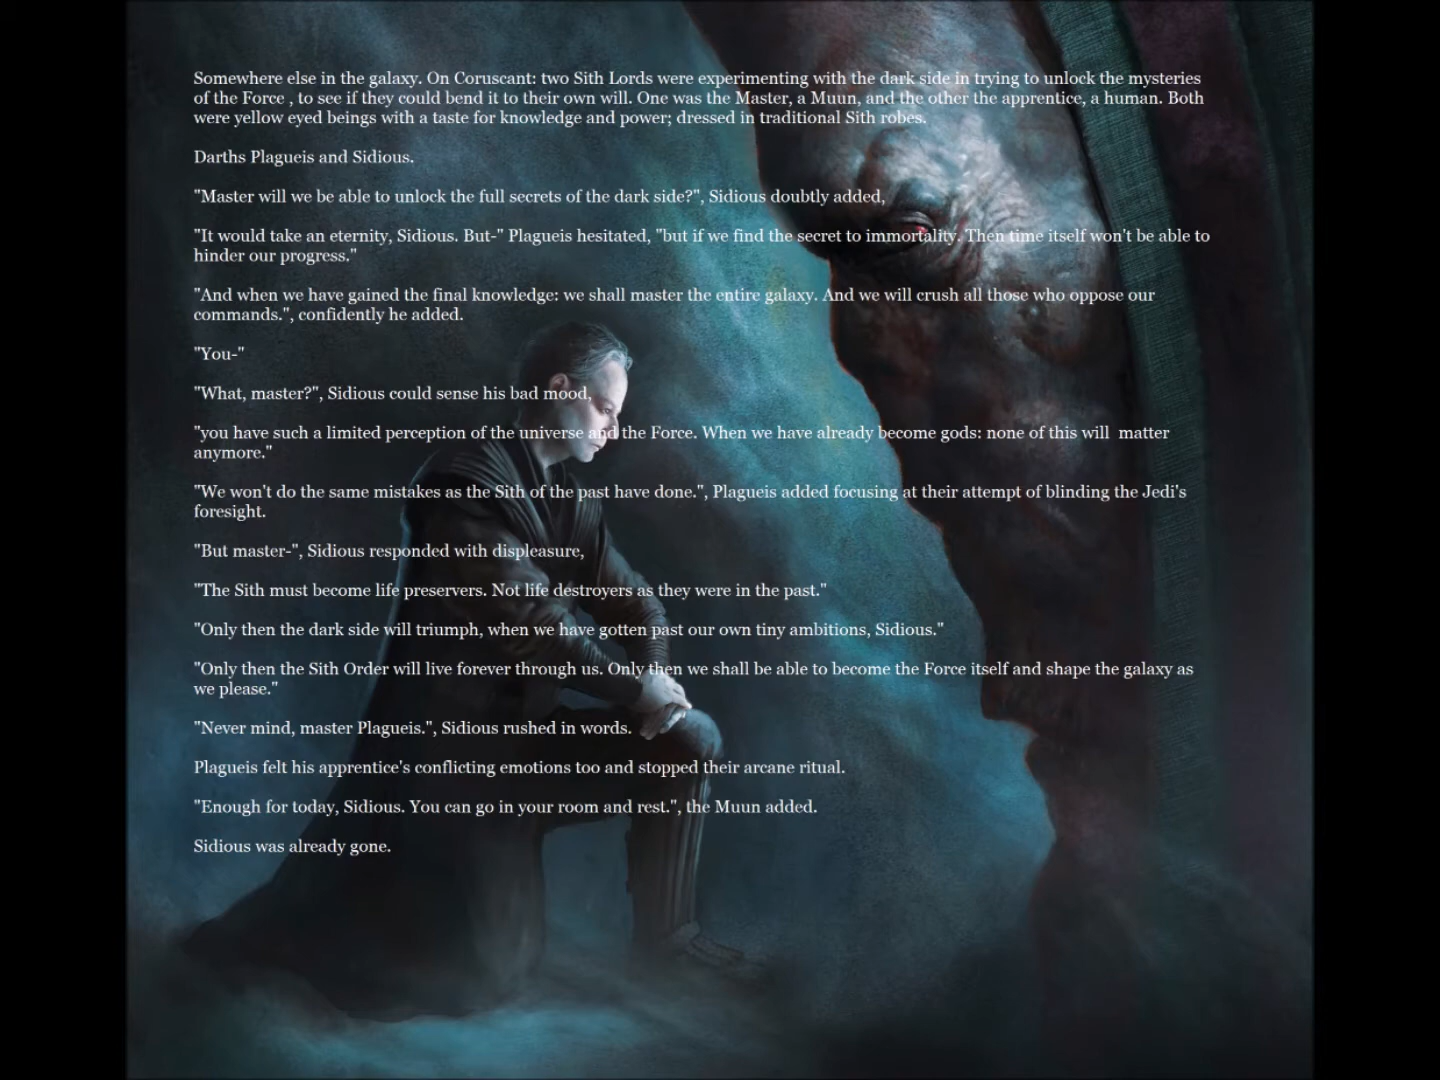 Somewhere else in the galaxy. On Coruscant: two Sith Lords were experimenting with the dark side in trying to unlock the mysteries
of the Force , to see if they could bend it to their own will. One was the Master, a Muun, and the other the apprentice, a human. Both
were yellow eyed beings with a taste for knowledge and power; dressed in traditional Sith robes.
Darths Plagueis and Sidious.
"Master will we be able to unlock the full secrets of the dark side?", Sidious doubtly added,
"It would take an eternity, Sidious. But-" Plagueis hesitated, "but if we find the secret to immortality. Then time itself won't be able to
hinder our progress."
"And when we have gained the final knowledge: we shall master the entire galaxy. And we will crush all those who oppose our
commands.", confidently he added.
"You-"
"What, master?", Sidious could sense his bad mood,
"you have such a limited perception of the universe and the Force. When we have already become gods: none of this will  matter
anymore."
"We won't do the same mistakes as the Sith of the past have done.", Plagueis added focusing at their attempt of blinding the Jedi's
foresight.
"But master-", Sidious responded with displeasure,
"The Sith must become life preservers. Not life destroyers as they were in the past."
"Only then the dark side will triumph, when we have gotten past our own tiny ambitions, Sidious."
"Only then the Sith Order will live forever through us. Only then we shall be able to become the Force itself and shape the galaxy as
we please."
"Never mind, master Plagueis.", Sidious rushed in words.
Plagueis felt his apprentice's conflicting emotions too and stopped their arcane ritual.
"Enough for today, Sidious. You can go in your room and rest.", the Muun added.
Sidious was already gone.